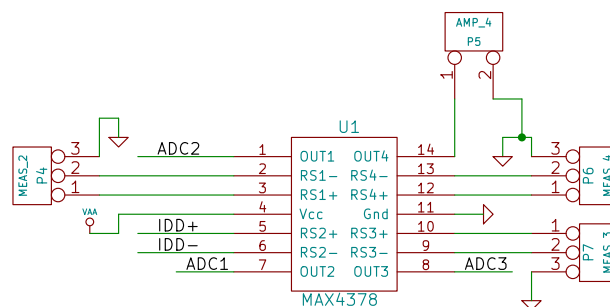 AMP_4
P5
1 2
U1
MEAS_2
P4
3
2
1
ADC2
1 OUT1 OUT4 14
2 RS1- RS4- 13
3 RS1+ RS4+ 12
VAA
4 Vcc Gnd 11
IDD+ 5 RS2+ RS3+ 10
IDD- 6 RS2- RS3- 9
ADC1 7 OUT2 OUT3 8 ADC3
MAX4378
3
2
1
P6
MEAS_4
1
2
3
P7
MEAS_3